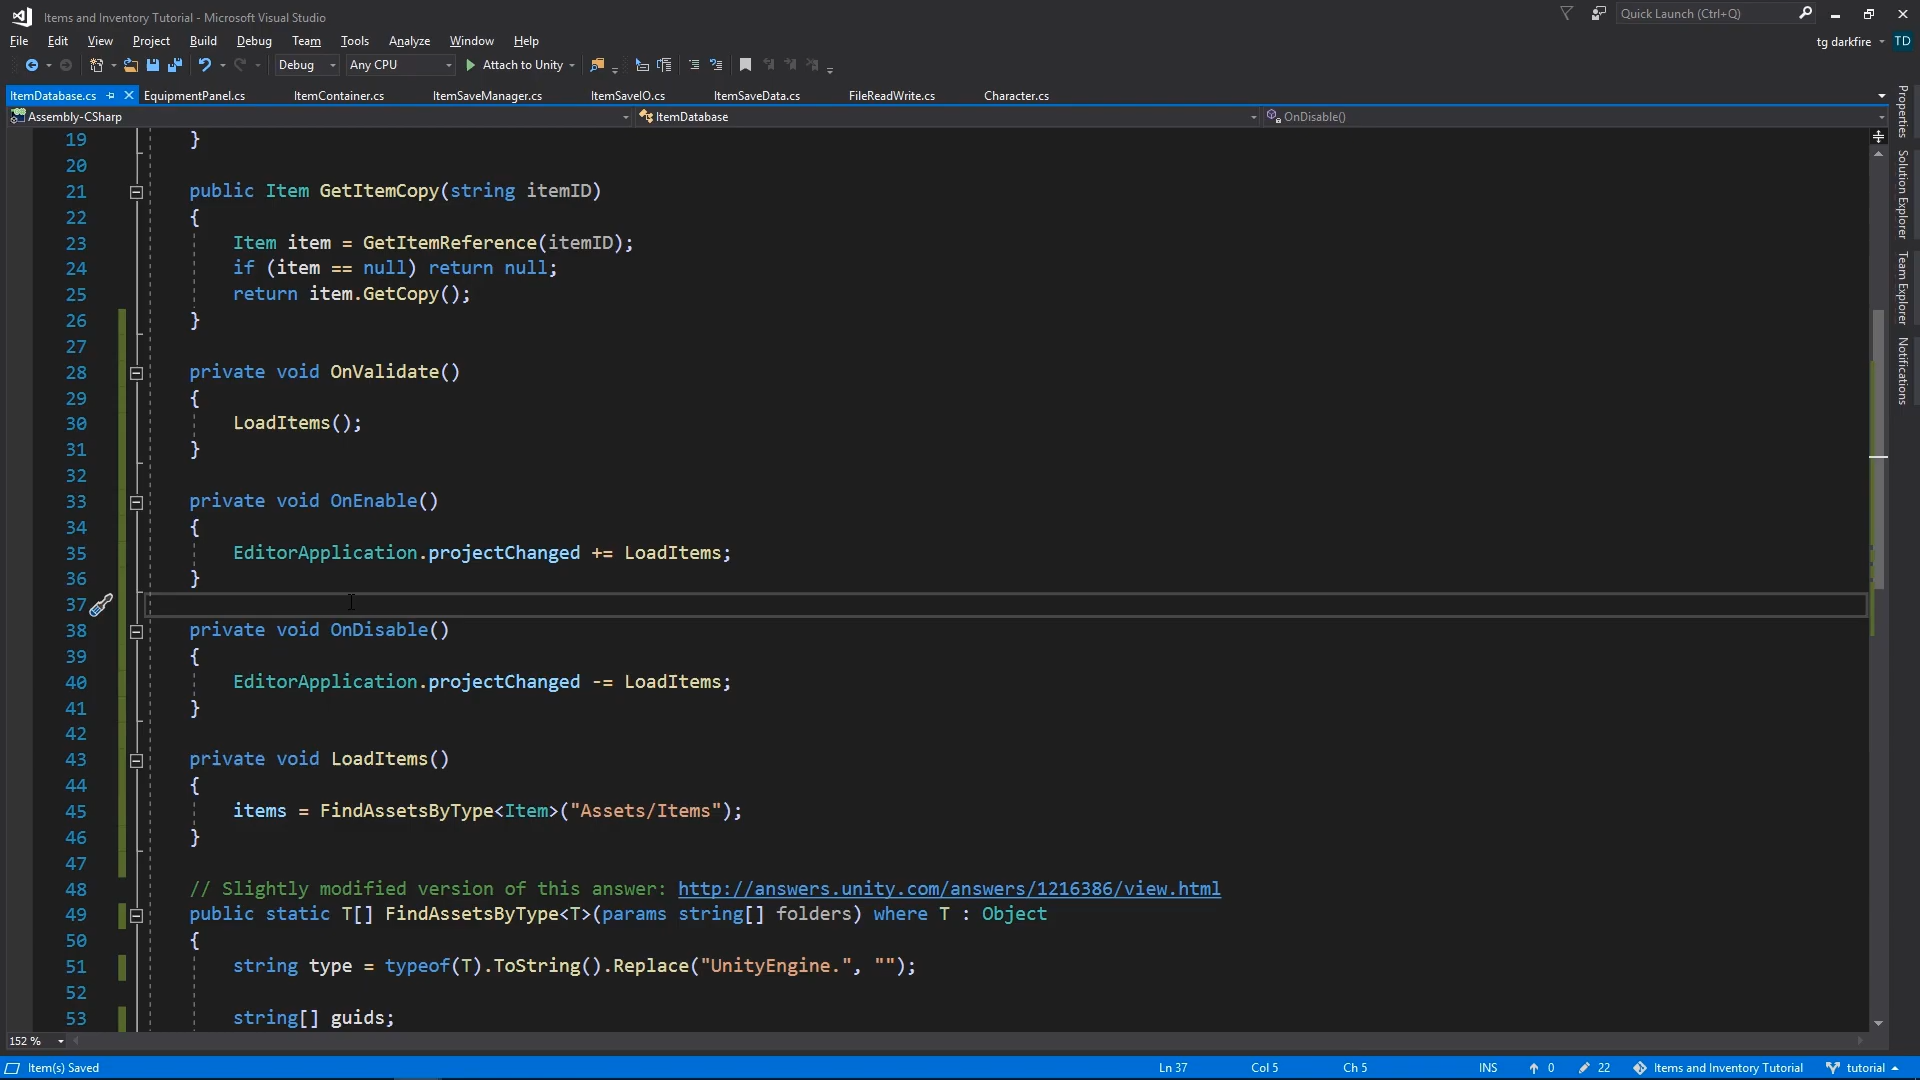 Items and Inventory Tutorial - Microsoft Visual Studio
Quick Launch (Ctrl+Q)
File Edit View Project Build Debug Team Tools Analyze Window Help
tg darkfire TD
Debug Any CPU Attach to Unity
ItemDatabase.cs EquipmentPanel.cs ItemContainer.cs ItemSaveManager.cs ItemSaveIO.cs ItemSaveData.cs FileReadWrite.cs Character.cs
Assembly-CSharp ItemDatabase OnDisable()
19 }
20
21 public Item GetItemCopy(string itemID)
22 {
23 Item item = GetItemReference(itemID);
24 if (item == null) return null;
25 return item.GetCopy();
26 }
27
28 private void OnValidate()
29 {
30 LoadItems();
31 }
32
33 private void OnEnable()
34 {
35 EditorApplication.projectChanged += LoadItems;
36 }
37
38 private void OnDisable()
39 {
40 EditorApplication.projectChanged -= LoadItems;
41 }
42
43 private void LoadItems()
44 {
45 items = FindAssetsByType<Item>("Assets/Items");
46 }
47
48 // Slightly modified version of this answer: http://answers.unity.com/answers/1216386/view.html
49 public static T[] FindAssetsByType<T>(params string[] folders) where T : Object
50 {
51 string type = typeof(T).ToString().Replace("UnityEngine.", "");
52
53 string[] guids;
Properties
Solution Explorer
Team Explorer
Notifications
152 %
Item(s) Saved Ln 37 Col 5 Ch 5 INS 0 22 Items and Inventory Tutorial tutorial